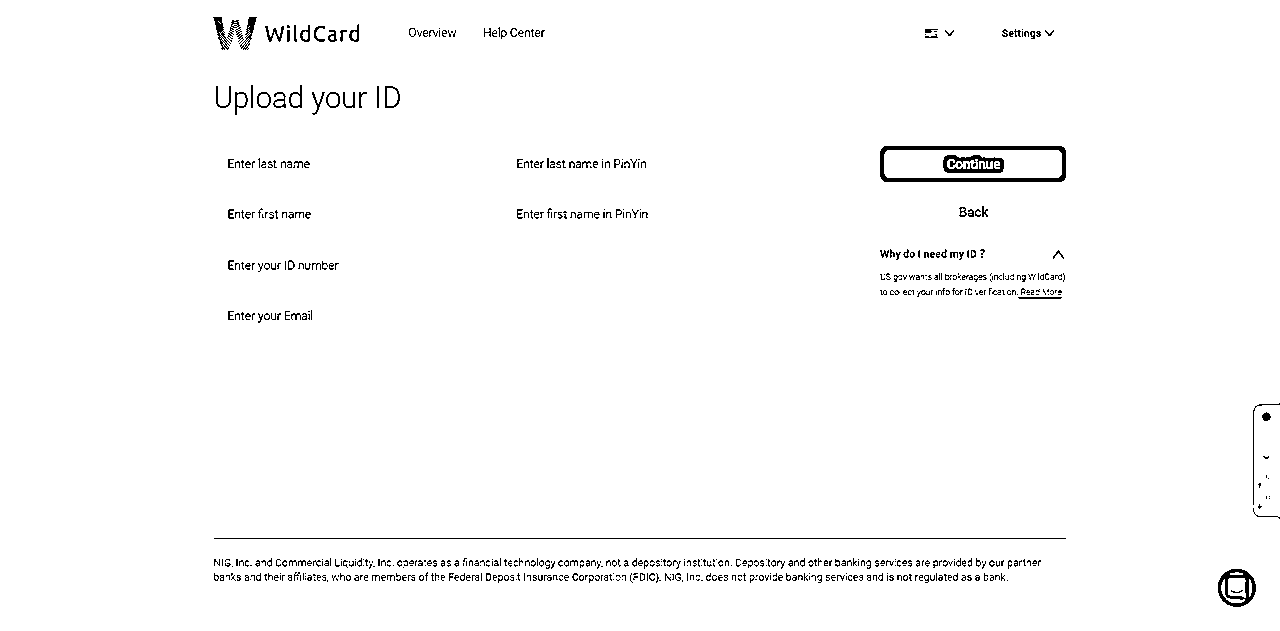 WildCard
Overview
Help Center
Settings
Upload your ID
Enter last name
Enter last name in PinYin
Continue
Enter first name
Enter first name in PinYin
Back
Why do I need my ID ?
Enter your ID number
US gov wants all brokerages (including WildCard)
to collect your info for ID verification. Read More
Enter your Email
NIG, Inc. and Commercial Liquidity, Inc. operates as a financial technology company, not a depository institution. Depository and other banking services are provided by our partner
banks and their affiliates, who are members of the Federal Deposit Insurance Corporation (FDIC). NIG, Inc. does not provide banking services and is not regulated as a bank.